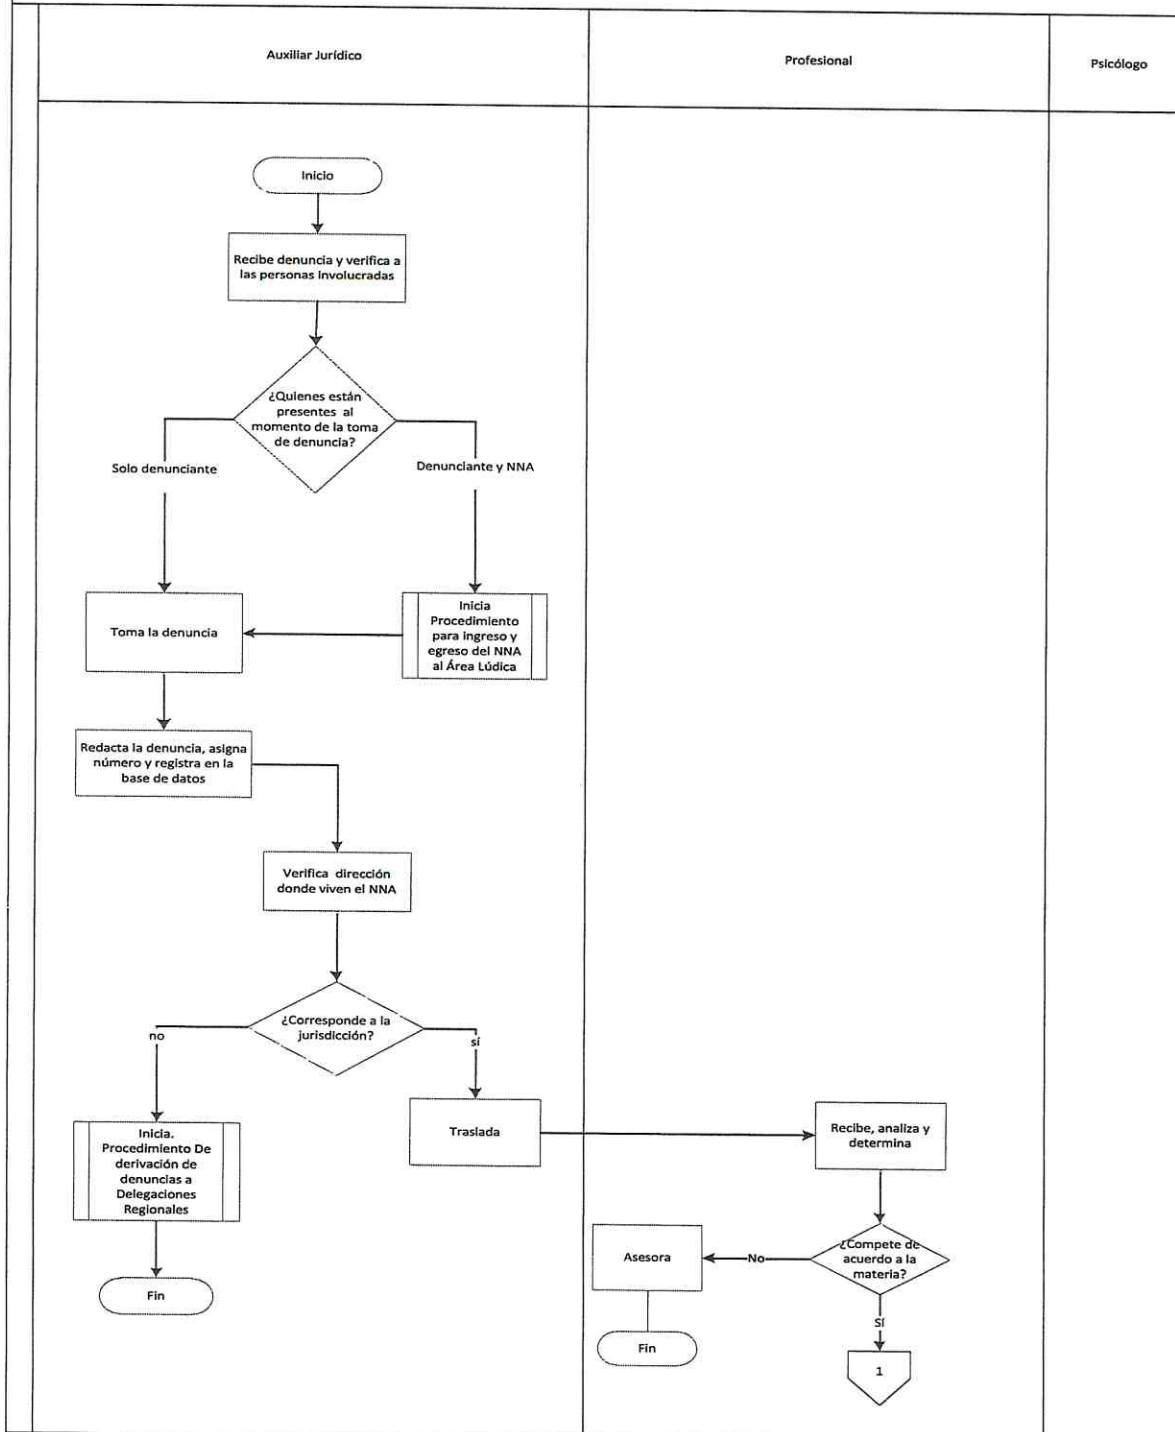 Auxiliar Jurídico
Profesional
Psicólogo
Inicio
Recibe denuncia y verifica a
las personas involucradas
¿Quienes están
presentes al
momento de la toma
de denuncia?
Solo denunciante
Denunciante y NNA
Toma la denuncia
Inicia
Procedimiento
para ingreso y
egreso del NNA
al Área Lúdica
Redacta la denuncia, asigna
número y registra en la
base de datos
Verifica dirección
donde viven el NNA
¿Corresponde a la
jurisdicción?
no
sí
Inicia.
Procedimiento De
derivación de
denuncias a
Delegaciones
Regionales
Fin
Traslada
Recibe, analiza y
determina
¿Compete de
acuerdo a la
materia?
No
Asesora
Fin
Sí
1